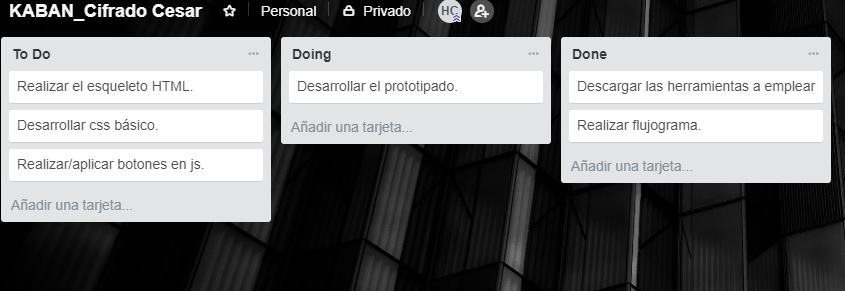 KABAN_Cifrado Cesar
Personal
Privado
HC
To Do
Realizar el esqueleto HTML.
Desarrollar css básico.
Realizar/aplicar botones en js.
Añadir una tarjeta...
Doing
Desarrollar el prototipado.
Añadir una tarjeta...
Done
Descargar las herramientas a emplear
Realizar flujograma.
Añadir una tarjeta...